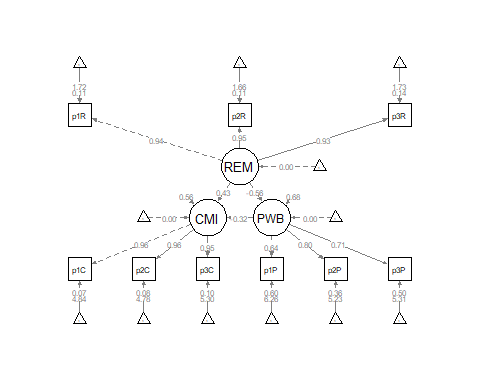 1.72 1.66 1.73
0.11 0.11 0.14
p1R p2R p3R
0.94 0.95 0.93
REM 0.00
0.56 0.43 -0.56 0.68
CMI PWB
0.00 0.32 0.00
0.96 0.96 0.95 0.64 0.80 0.71
p1C p2C p3C p1P p2P p3P
0.07 0.08 0.10 0.60 0.36 0.50
4.84 4.78 5.30 6.26 5.23 5.31